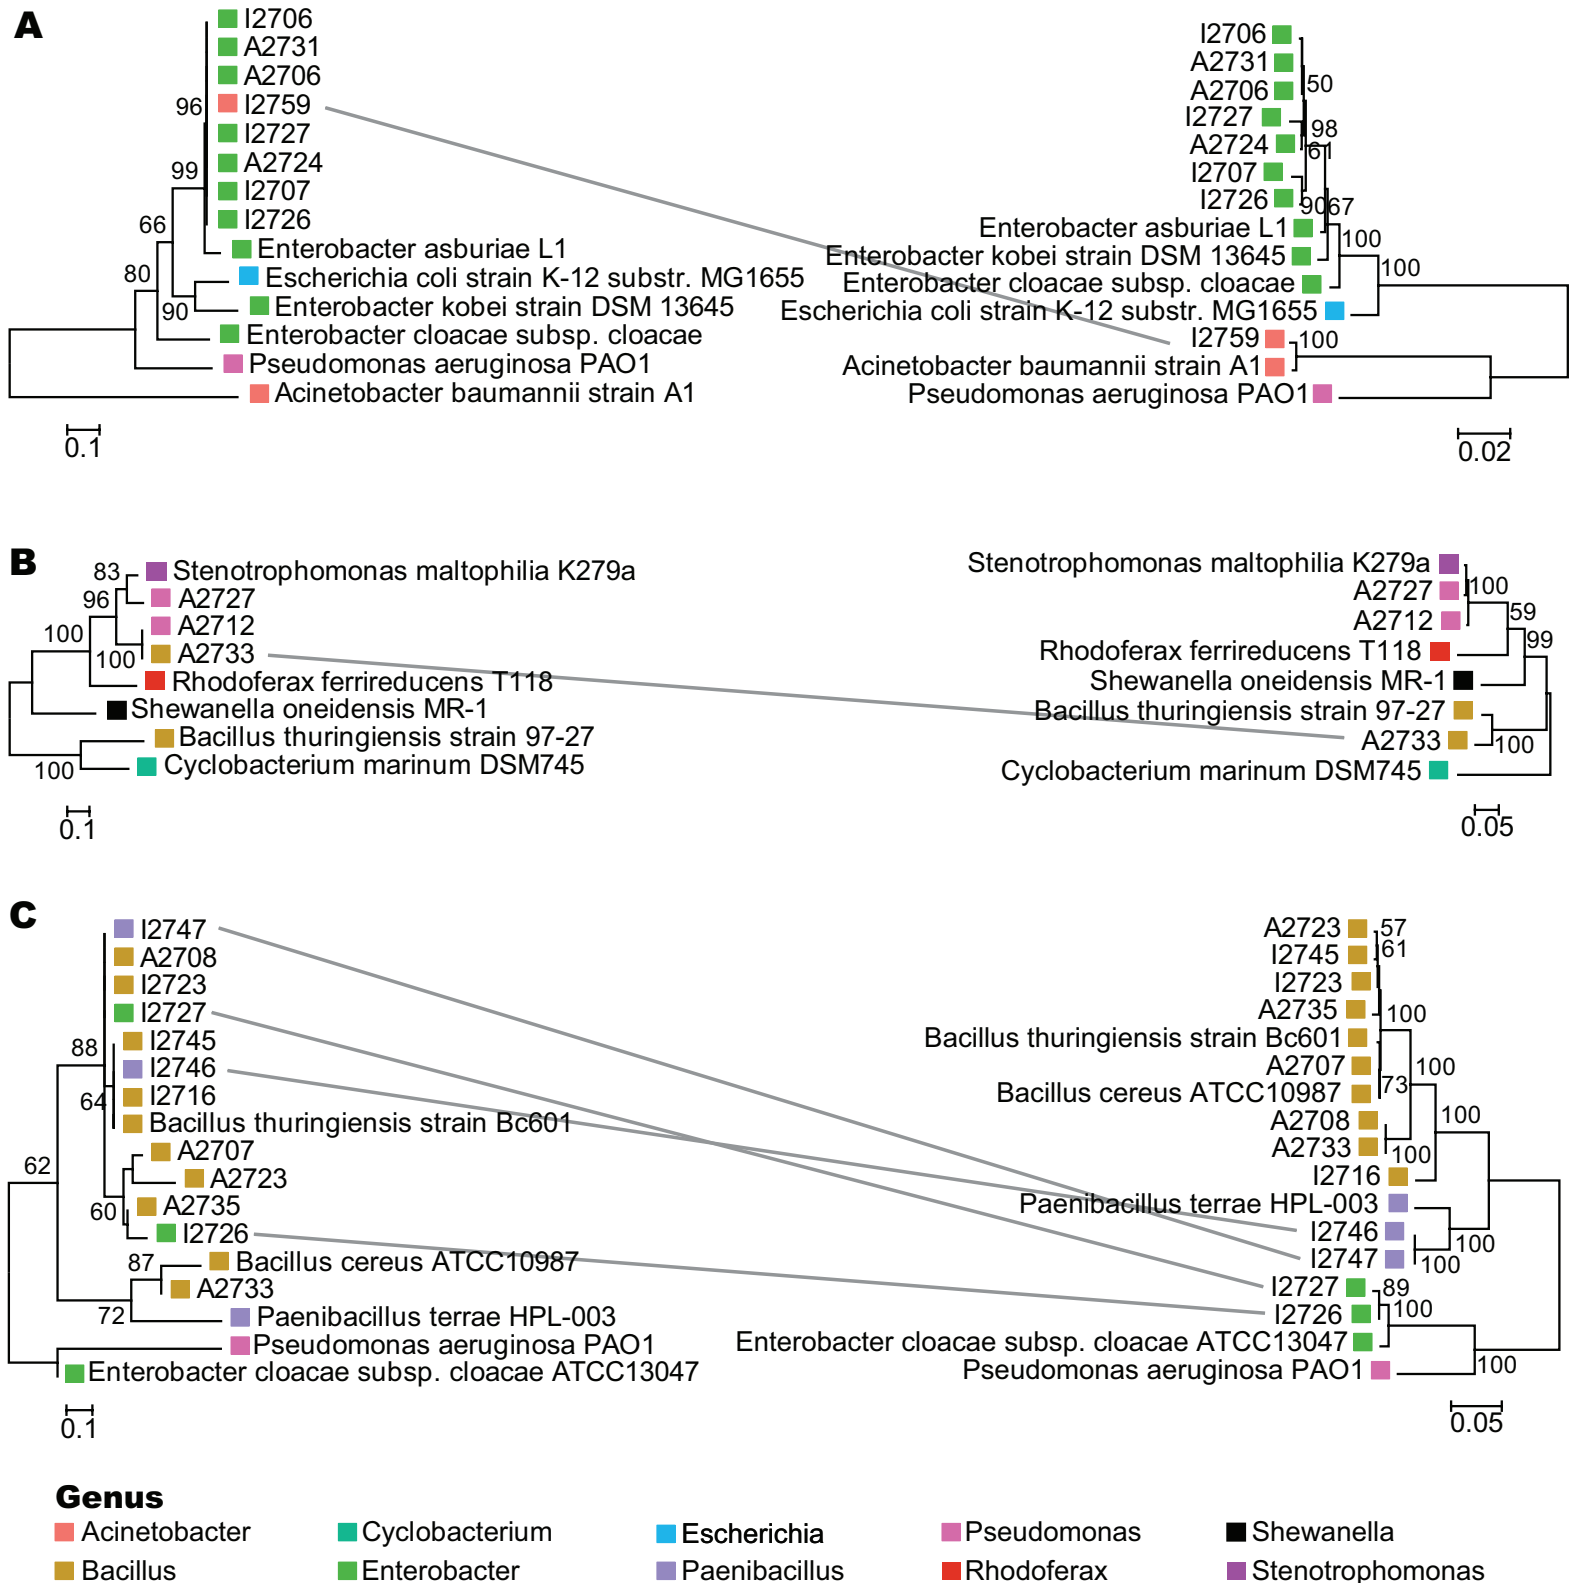 A
I2706
A2731
A2706
I2759
I2727
A2724
I2707
I2726
Enterobacter asburiae L1
Escherichia coli strain K-12 substr. MG1655
Enterobacter kobei strain DSM 13645
Enterobacter cloacae subsp. cloacae
Pseudomonas aeruginosa PAO1
Acinetobacter baumannii strain A1
96
99
66
80
90
0.1
I2706
A2731
A2706
I2727
A2724
I2707
I2726
Enterobacter asburiae L1
Enterobacter kobei strain DSM 13645
Enterobacter cloacae subsp. cloacae
Escherichia coli strain K-12 substr. MG1655
I2759
Acinetobacter baumannii strain A1
Pseudomonas aeruginosa PAO1
50
98
61
90
67
100
100
100
0.02
B
Stenotrophomonas maltophilia K279a
A2727
A2712
A2733
Rhodoferax ferrireducens T118
Shewanella oneidensis MR-1
Bacillus thuringiensis strain 97-27
Cyclobacterium marinum DSM745
83
96
100
100
100
0.1
Stenotrophomonas maltophilia K279a
A2727
A2712
Rhodoferax ferrireducens T118
Shewanella oneidensis MR-1
Bacillus thuringiensis strain 97-27
A2733
Cyclobacterium marinum DSM745
100
59
99
100
0.05
C
I2747
A2708
I2723
I2727
I2745
I2746
I2716
Bacillus thuringiensis strain Bc601
A2707
A2723
A2735
I2726
Bacillus cereus ATCC10987
A2733
Paenibacillus terrae HPL-003
Pseudomonas aeruginosa PAO1
Enterobacter cloacae subsp. cloacae ATCC13047
88
64
62
60
87
72
0.1
A2723
I2745
I2723
A2735
Bacillus thuringiensis strain Bc601
A2707
Bacillus cereus ATCC10987
A2708
A2733
I2716
Paenibacillus terrae HPL-003
I2746
I2747
I2727
I2726
Enterobacter cloacae subsp. cloacae ATCC13047
Pseudomonas aeruginosa PAO1
57
61
100
100
73
100
100
100
100
89
100
100
0.05
Genus
Acinetobacter
Cyclobacterium
Escherichia
Pseudomonas
Shewanella
Bacillus
Enterobacter
Paenibacillus
Rhodoferax
Stenotrophomonas